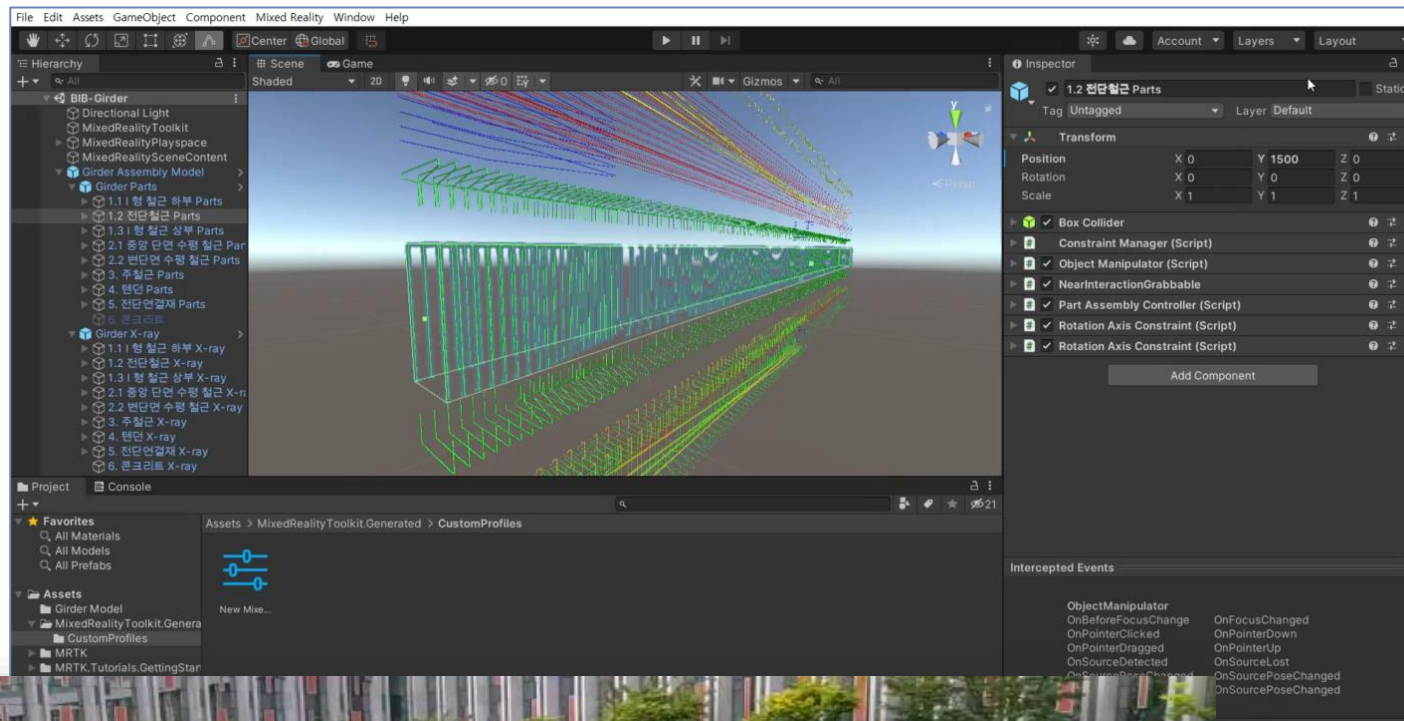 File Edit Assets GameObject Component Mixed Reality Window Help
Center Global
Account Layers Layout
Hierarchy
All
BIB-Girder
Directional Light
MixedRealityToolkit
MixedRealityPlayspace
MixedRealitySceneContent
Girder Assembly Model
Girder Parts
1.1 I 형 철근 하부 Parts
1.2 전단철근 Parts
1.3 I 형 철근 상부 Parts
2.1 중앙 단면 수평 철근 Par
2.2 변단면 수평 철근 Parts
3. 주철근 Parts
4. 텐던 Parts
5. 전단연결재 Parts
6. 콘크리트
Girder X-ray
1.1 I 형 철근 하부 X-ray
1.2 전단철근 X-ray
1.3 I 형 철근 상부 X-ray
2.1 중앙 단면 수평 철근 X-ra
2.2 변단면 수평 철근 X-ray
3. 주철근 X-ray
4. 텐던 X-ray
5. 전단연결재 X-ray
6. 콘크리트 X-ray
Scene Game
Shaded 2D 0 Gizmos All
y
Persp
Inspector
1.2 전단철근 Parts Static
Tag Untagged Layer Default
Transform
Position X 0 Y 1500 Z 0
Rotation X 0 Y 0 Z 0
Scale X 1 Y 1 Z 1
Box Collider
Constraint Manager (Script)
Object Manipulator (Script)
NearInteractionGrabbable
Part Assembly Controller (Script)
Rotation Axis Constraint (Script)
Rotation Axis Constraint (Script)
Add Component
Project Console
21
Favorites
All Materials
All Models
All Prefabs
Assets
Girder Model
MixedRealityToolkit.Genera
CustomProfiles
MRTK
MRTK.Tutorials.GettingStart
Assets > MixedRealityToolkit.Generated > CustomProfiles
New Mixe...
Intercepted Events
ObjectManipulator
OnBeforeFocusChange OnFocusChanged
OnPointerClicked OnPointerDown
OnPointerDragged OnPointerUp
OnSourceDetected OnSourceLost
OnSourcePoseChanged OnSourcePoseChanged
OnSourcePoseChanged